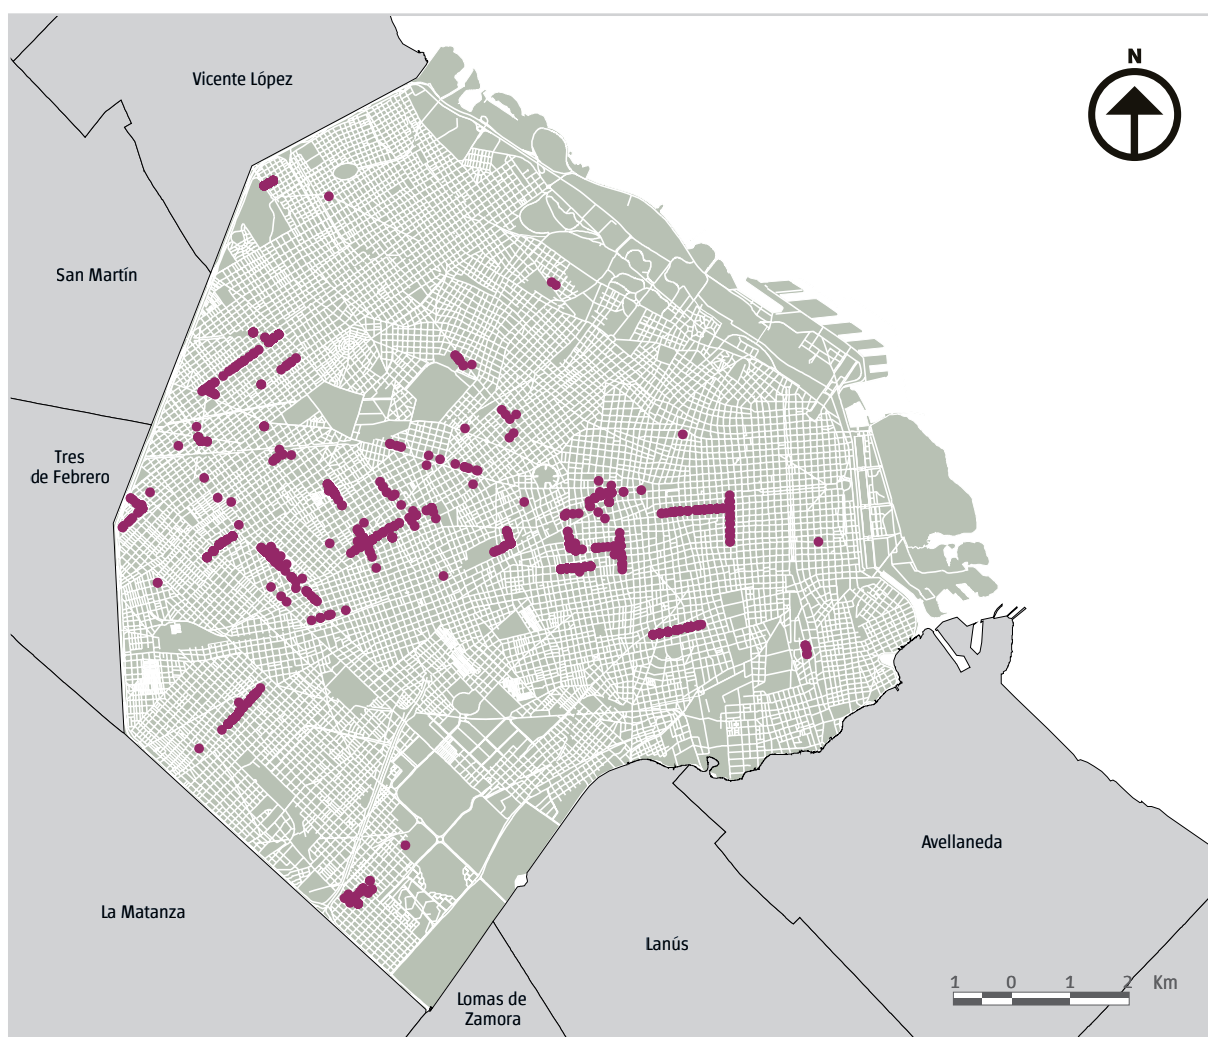 N
Vicente López
San Martín
Tres
de Febrero
Avellaneda
La Matanza
Lanús
1 0 1 2 Km
Lomas de
Zamora